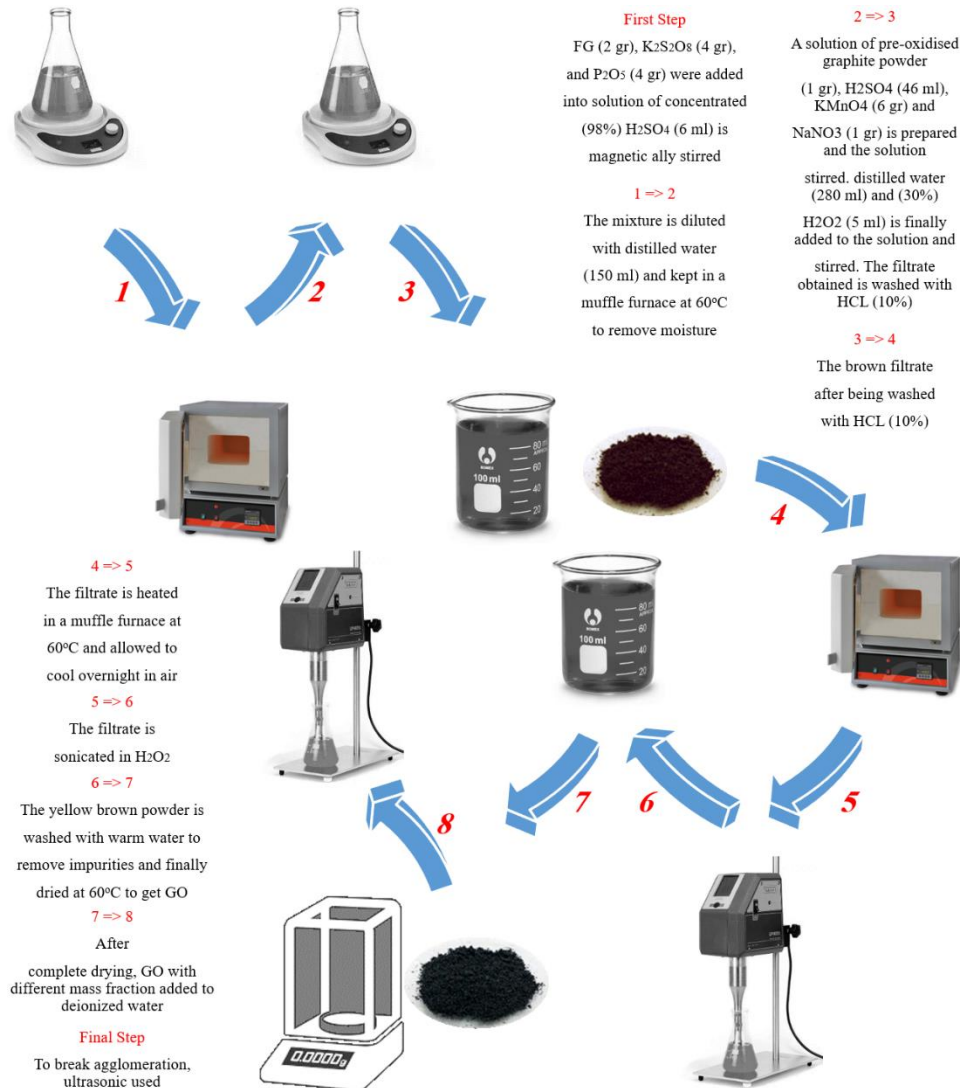 First Step
FG (2 gr), K2S2O8 (4 gr),
and P2O5 (4 gr) were added
into solution of concentrated
(98%) H2SO4 (6 ml) is
magnetic ally stirred
1 => 2
The mixture is diluted
with distilled water
(150 ml) and kept in a
muffle furnace at 60oC
to remove moisture
2 => 3
A solution of pre-oxidised
graphite powder
(1 gr), H2SO4 (46 ml),
KMnO4 (6 gr) and
NaNO3 (1 gr) is prepared
and the solution
stirred. distilled water
(280 ml) and (30%)
H2O2 (5 ml) is finally
added to the solution and
stirred. The filtrate
obtained is washed with
HCL (10%)
3 => 4
The brown filtrate
after being washed
with HCL (10%)
1
2
3
80 ml
60
40
20
100 ml
4
4 => 5
The filtrate is heated
in a muffle furnace at
60oC and allowed to
cool overnight in air
5 => 6
The filtrate is
sonicated in H2O2
6 => 7
The yellow brown powder is
washed with warm water to
remove impurities and finally
dried at 60oC to get GO
7 => 8
After
complete drying, GO with
different mass fraction added to
deionized water
Final Step
To break agglomeration,
ultrasonic used
80 ml
60
40
20
100 ml
8
7
6
5
0.0000g